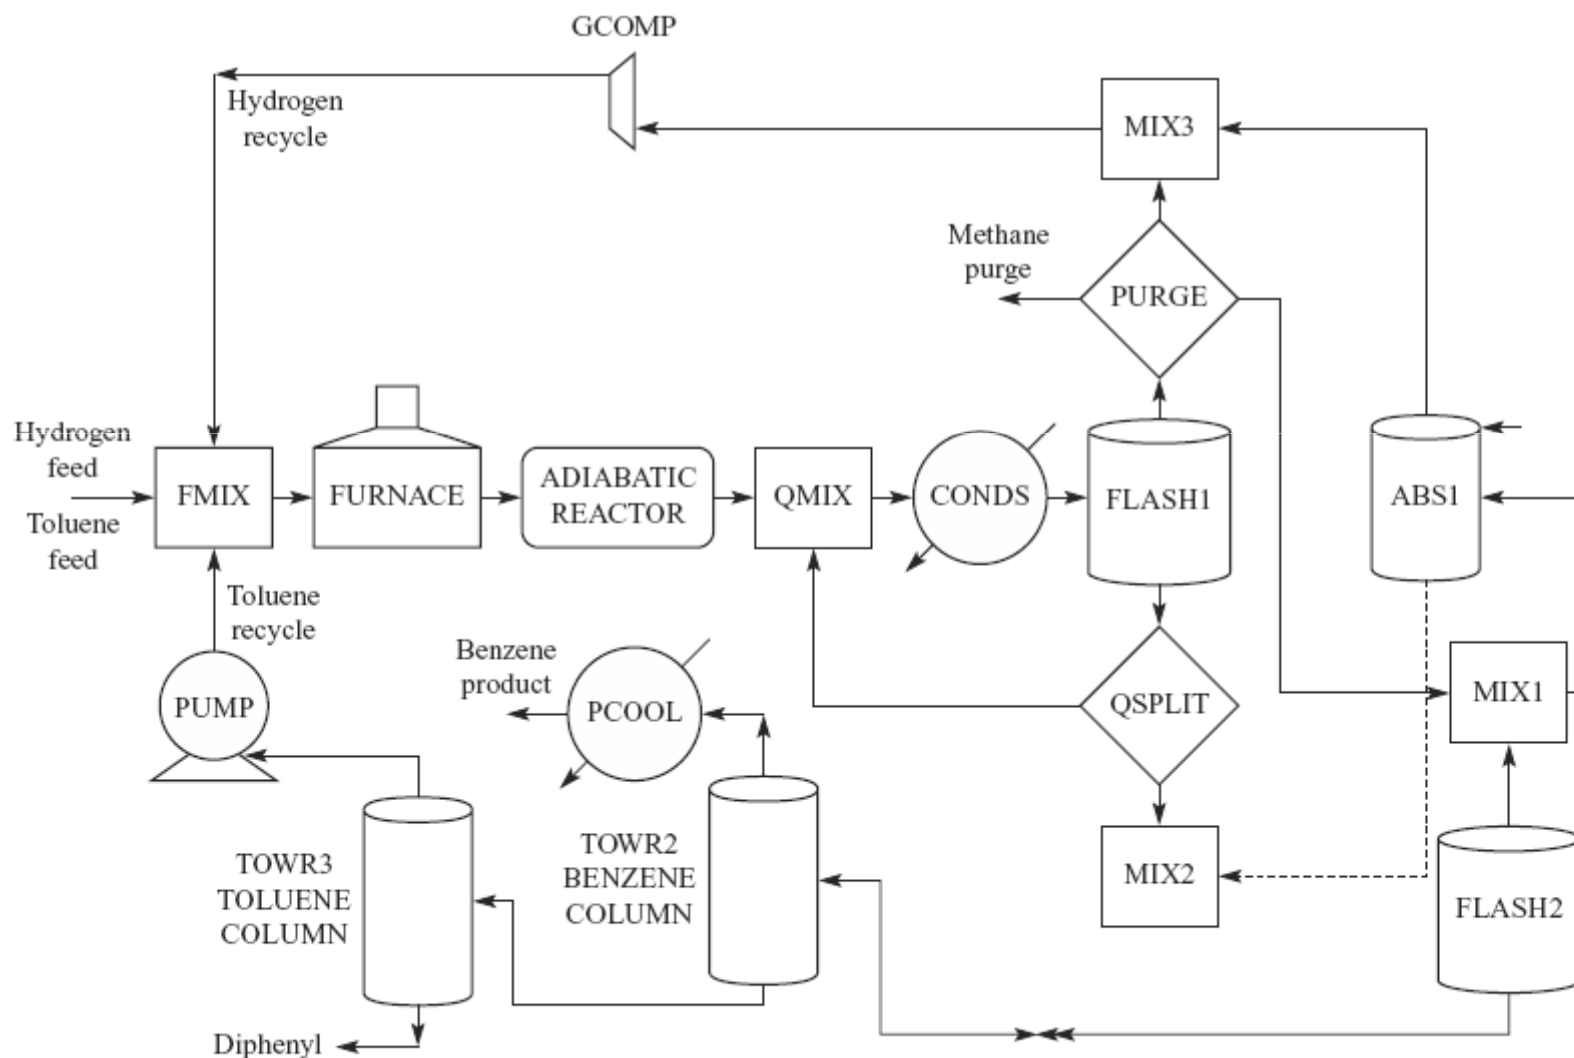 GCOMP
Hydrogen
recycle
MIX3
Methane
purge
PURGE
Hydrogen
feed
Toluene
feed
FMIX
FURNACE
ADIABATIC
REACTOR
QMIX
CONDS
FLASH1
ABS1
Toluene
recycle
PUMP
Benzene
product
PCOOL
QSPLIT
MIX1
TOWR3
TOLUENE
COLUMN
TOWR2
BENZENE
COLUMN
MIX2
FLASH2
Diphenyl